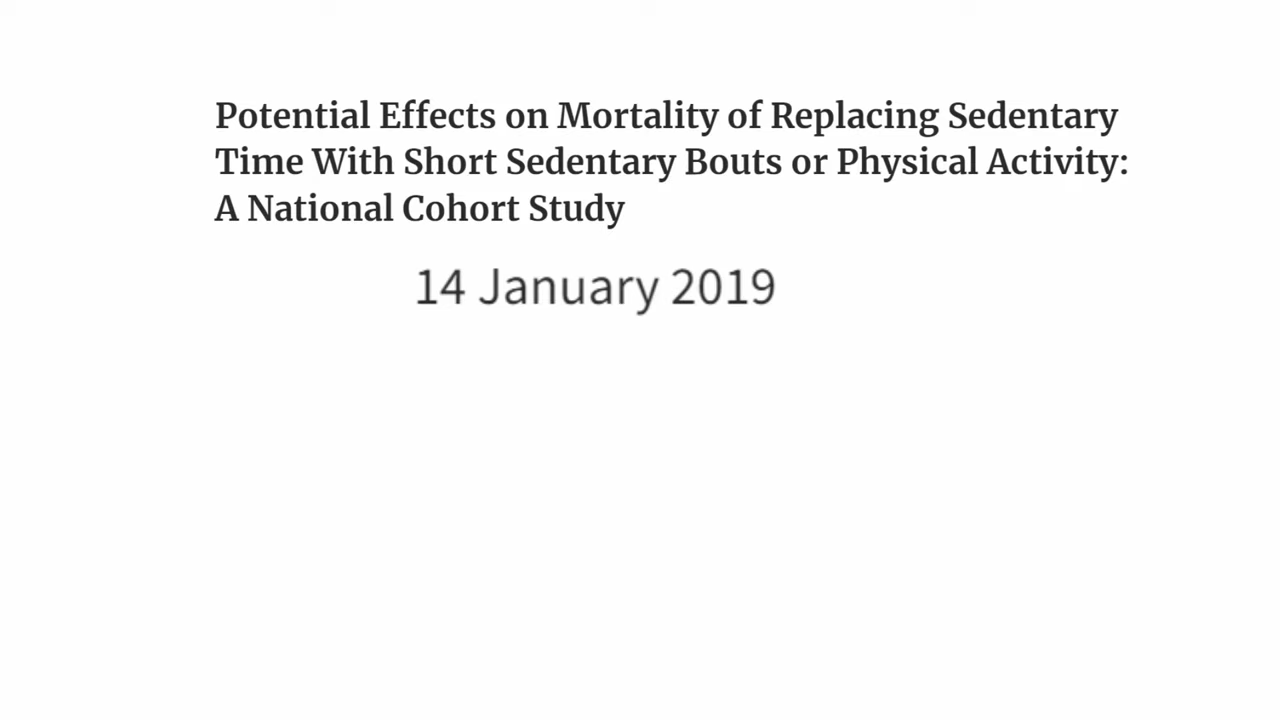 Potential Effects on Mortality of Replacing Sedentary
Time With Short Sedentary Bouts or Physical Activity:
A National Cohort Study
14 January 2019